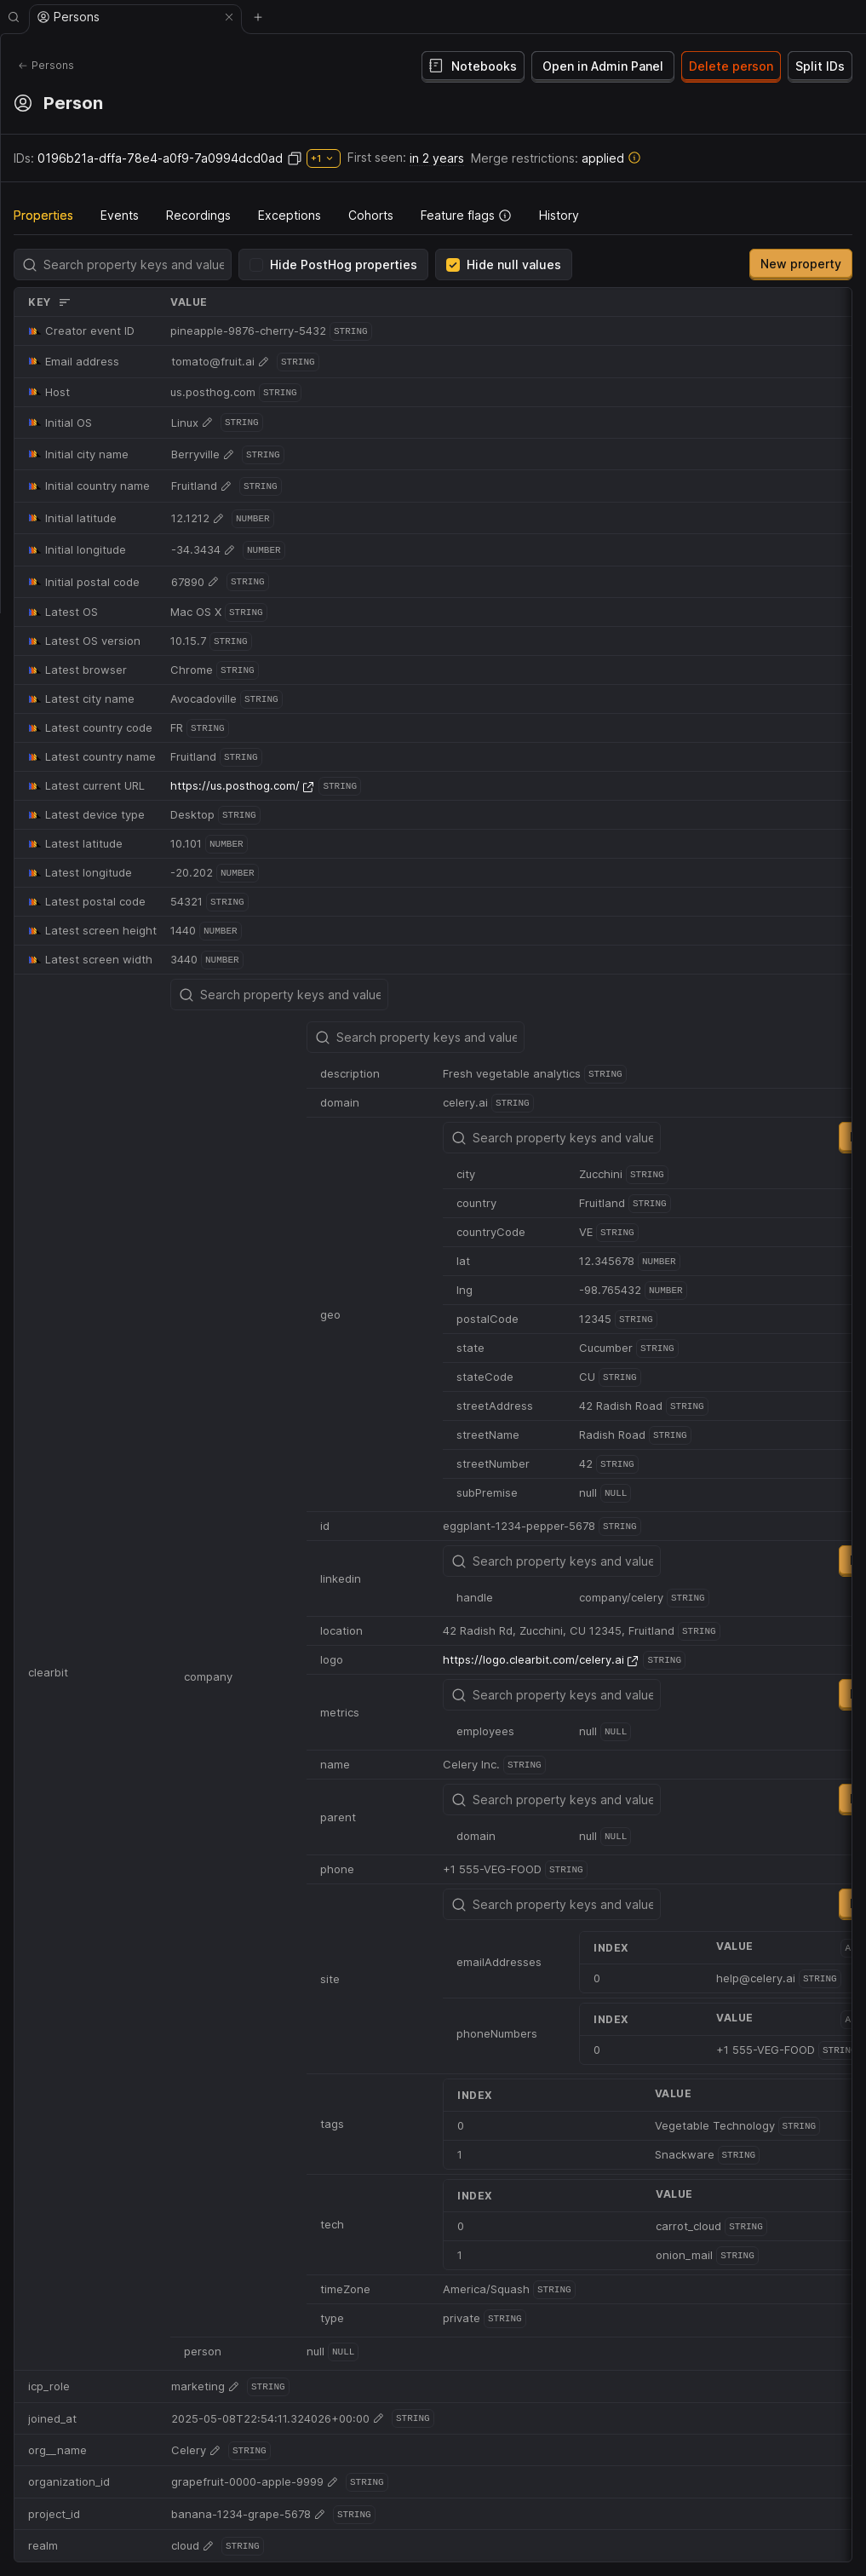 Persons
Persons
Notebooks Open in Admin Panel Delete person Split IDs
Person
IDs: 0196b21a-dffa-78e4-a0f9-7a0994dcd0ad +1 First seen: in 2 years Merge restrictions: applied
Properties Events Recordings Exceptions Cohorts Feature flags History
Search property keys and value Hide PostHog properties Hide null values New property
KEY VALUE
Creator event ID pineapple-9876-cherry-5432 STRING
Email address tomato@fruit.ai STRING
Host us.posthog.com STRING
Initial OS Linux STRING
Initial city name Berryville STRING
Initial country name Fruitland STRING
Initial latitude 12.1212 NUMBER
Initial longitude -34.3434 NUMBER
Initial postal code 67890 STRING
Latest OS Mac OS X STRING
Latest OS version 10.15.7 STRING
Latest browser Chrome STRING
Latest city name Avocadoville STRING
Latest country code FR STRING
Latest country name Fruitland STRING
Latest current URL https://us.posthog.com/ STRING
Latest device type Desktop STRING
Latest latitude 10.101 NUMBER
Latest longitude -20.202 NUMBER
Latest postal code 54321 STRING
Latest screen height 1440 NUMBER
Latest screen width 3440 NUMBER
Search property keys and value
Search property keys and value
description Fresh vegetable analytics STRING
domain celery.ai STRING
Search property keys and value
city Zucchini STRING
country Fruitland STRING
countryCode VE STRING
lat 12.345678 NUMBER
lng -98.765432 NUMBER
geo
postalCode 12345 STRING
state Cucumber STRING
stateCode CU STRING
streetAddress 42 Radish Road STRING
streetName Radish Road STRING
streetNumber 42 STRING
subPremise null NULL
id eggplant-1234-pepper-5678 STRING
Search property keys and value
linkedin
handle company/celery STRING
location 42 Radish Rd, Zucchini, CU 12345, Fruitland STRING
logo https://logo.clearbit.com/celery.ai STRING
clearbit
company
Search property keys and value
metrics
employees null NULL
name Celery Inc. STRING
Search property keys and value
parent
domain null NULL
phone +1 555-VEG-FOOD STRING
Search property keys and value
INDEX VALUE
emailAddresses
0 help@celery.ai STRING
site
INDEX VALUE
phoneNumbers
0 +1 555-VEG-FOOD STRIN
INDEX VALUE
tags
0 Vegetable Technology STRING
1 Snackware STRING
INDEX VALUE
tech
0 carrot_cloud STRING
1 onion_mail STRING
timeZone America/Squash STRING
type private STRING
person null NULL
icp_role marketing STRING
joined_at 2025-05-08T22:54:11.324026+00:00 STRING
org__name Celery STRING
organization_id grapefruit-0000-apple-9999 STRING
project_id banana-1234-grape-5678 STRING
realm cloud STRING